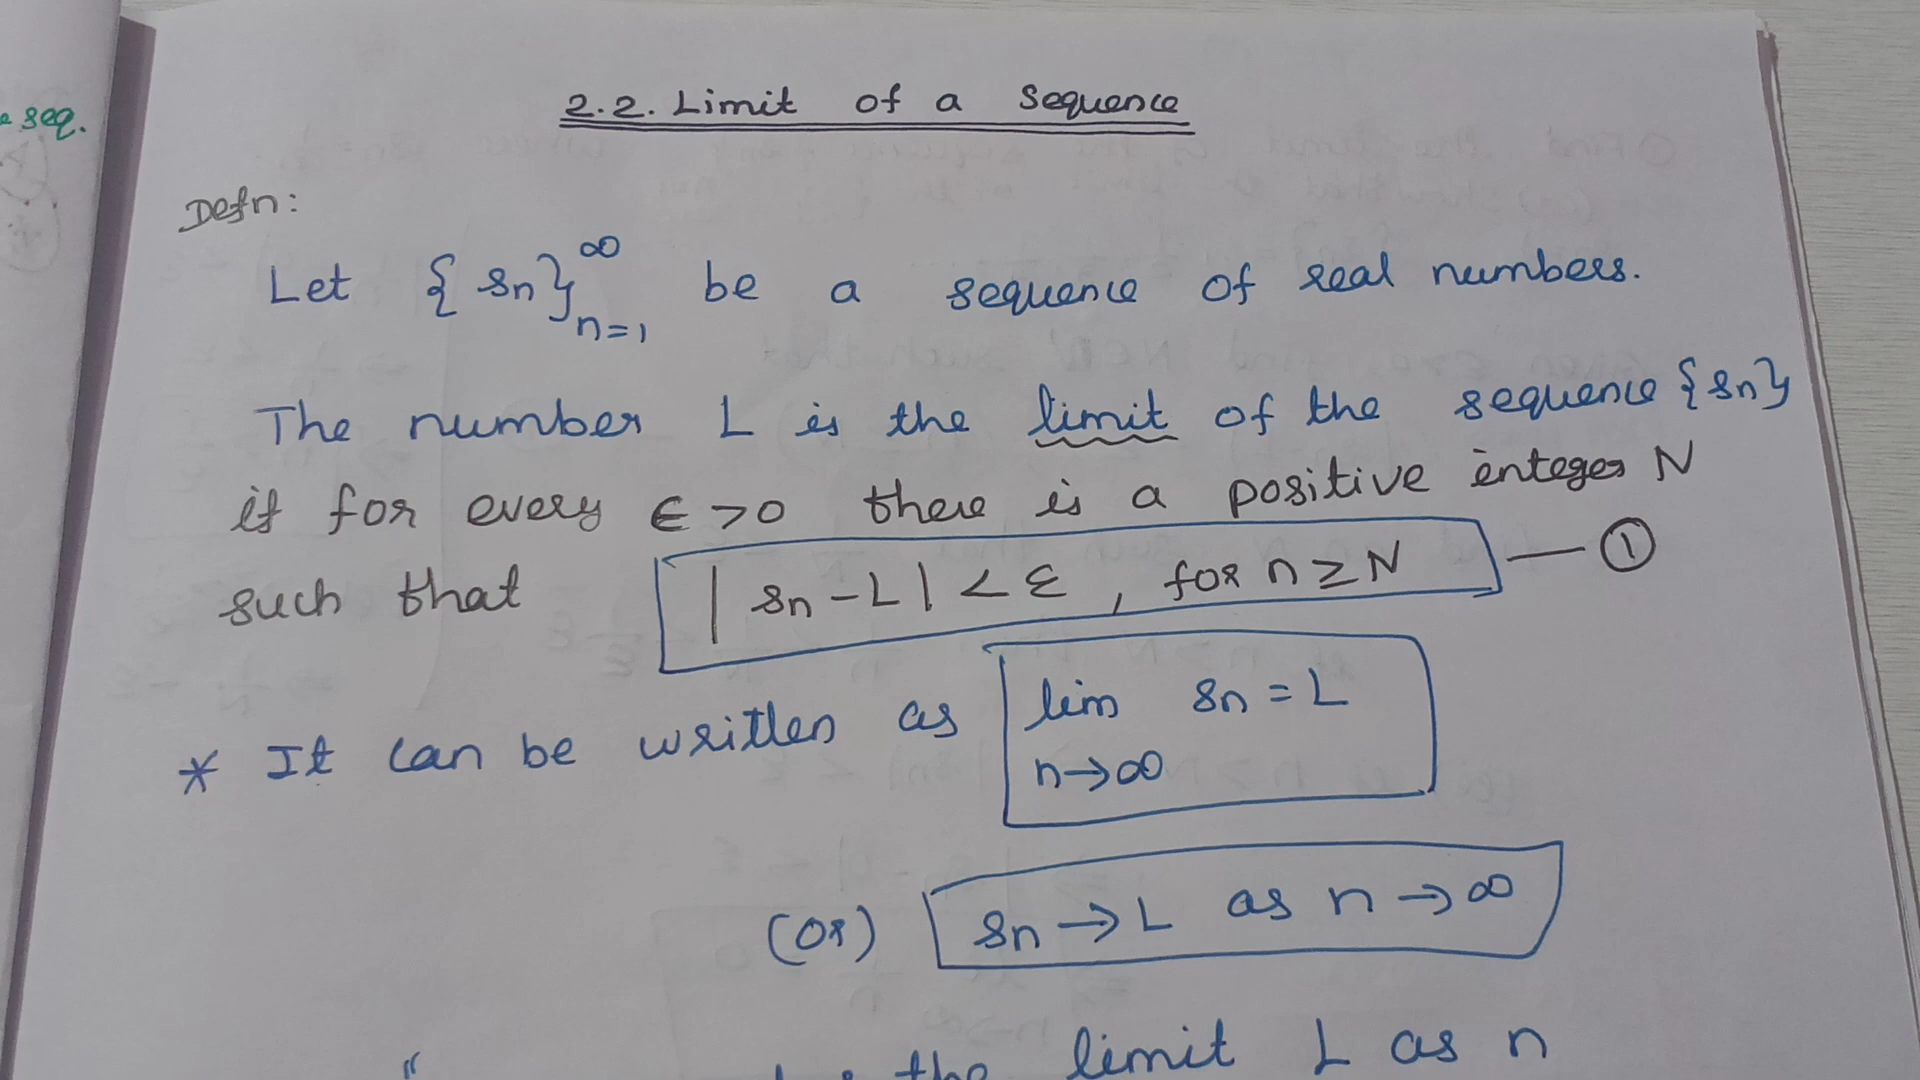 seq.
2.2. Limit of a Sequence
Defn:
Let {sn}∞n=1 be a sequence of real numbers.
The number L is the limit of the sequence {sn}
if for every ϵ>0 there is a positive integer N
such that | sn - L | < ε , for n ≥ N — ①
* It can be written as lim n→∞ sn = L
(or) sn → L as n → ∞
the limit L as n